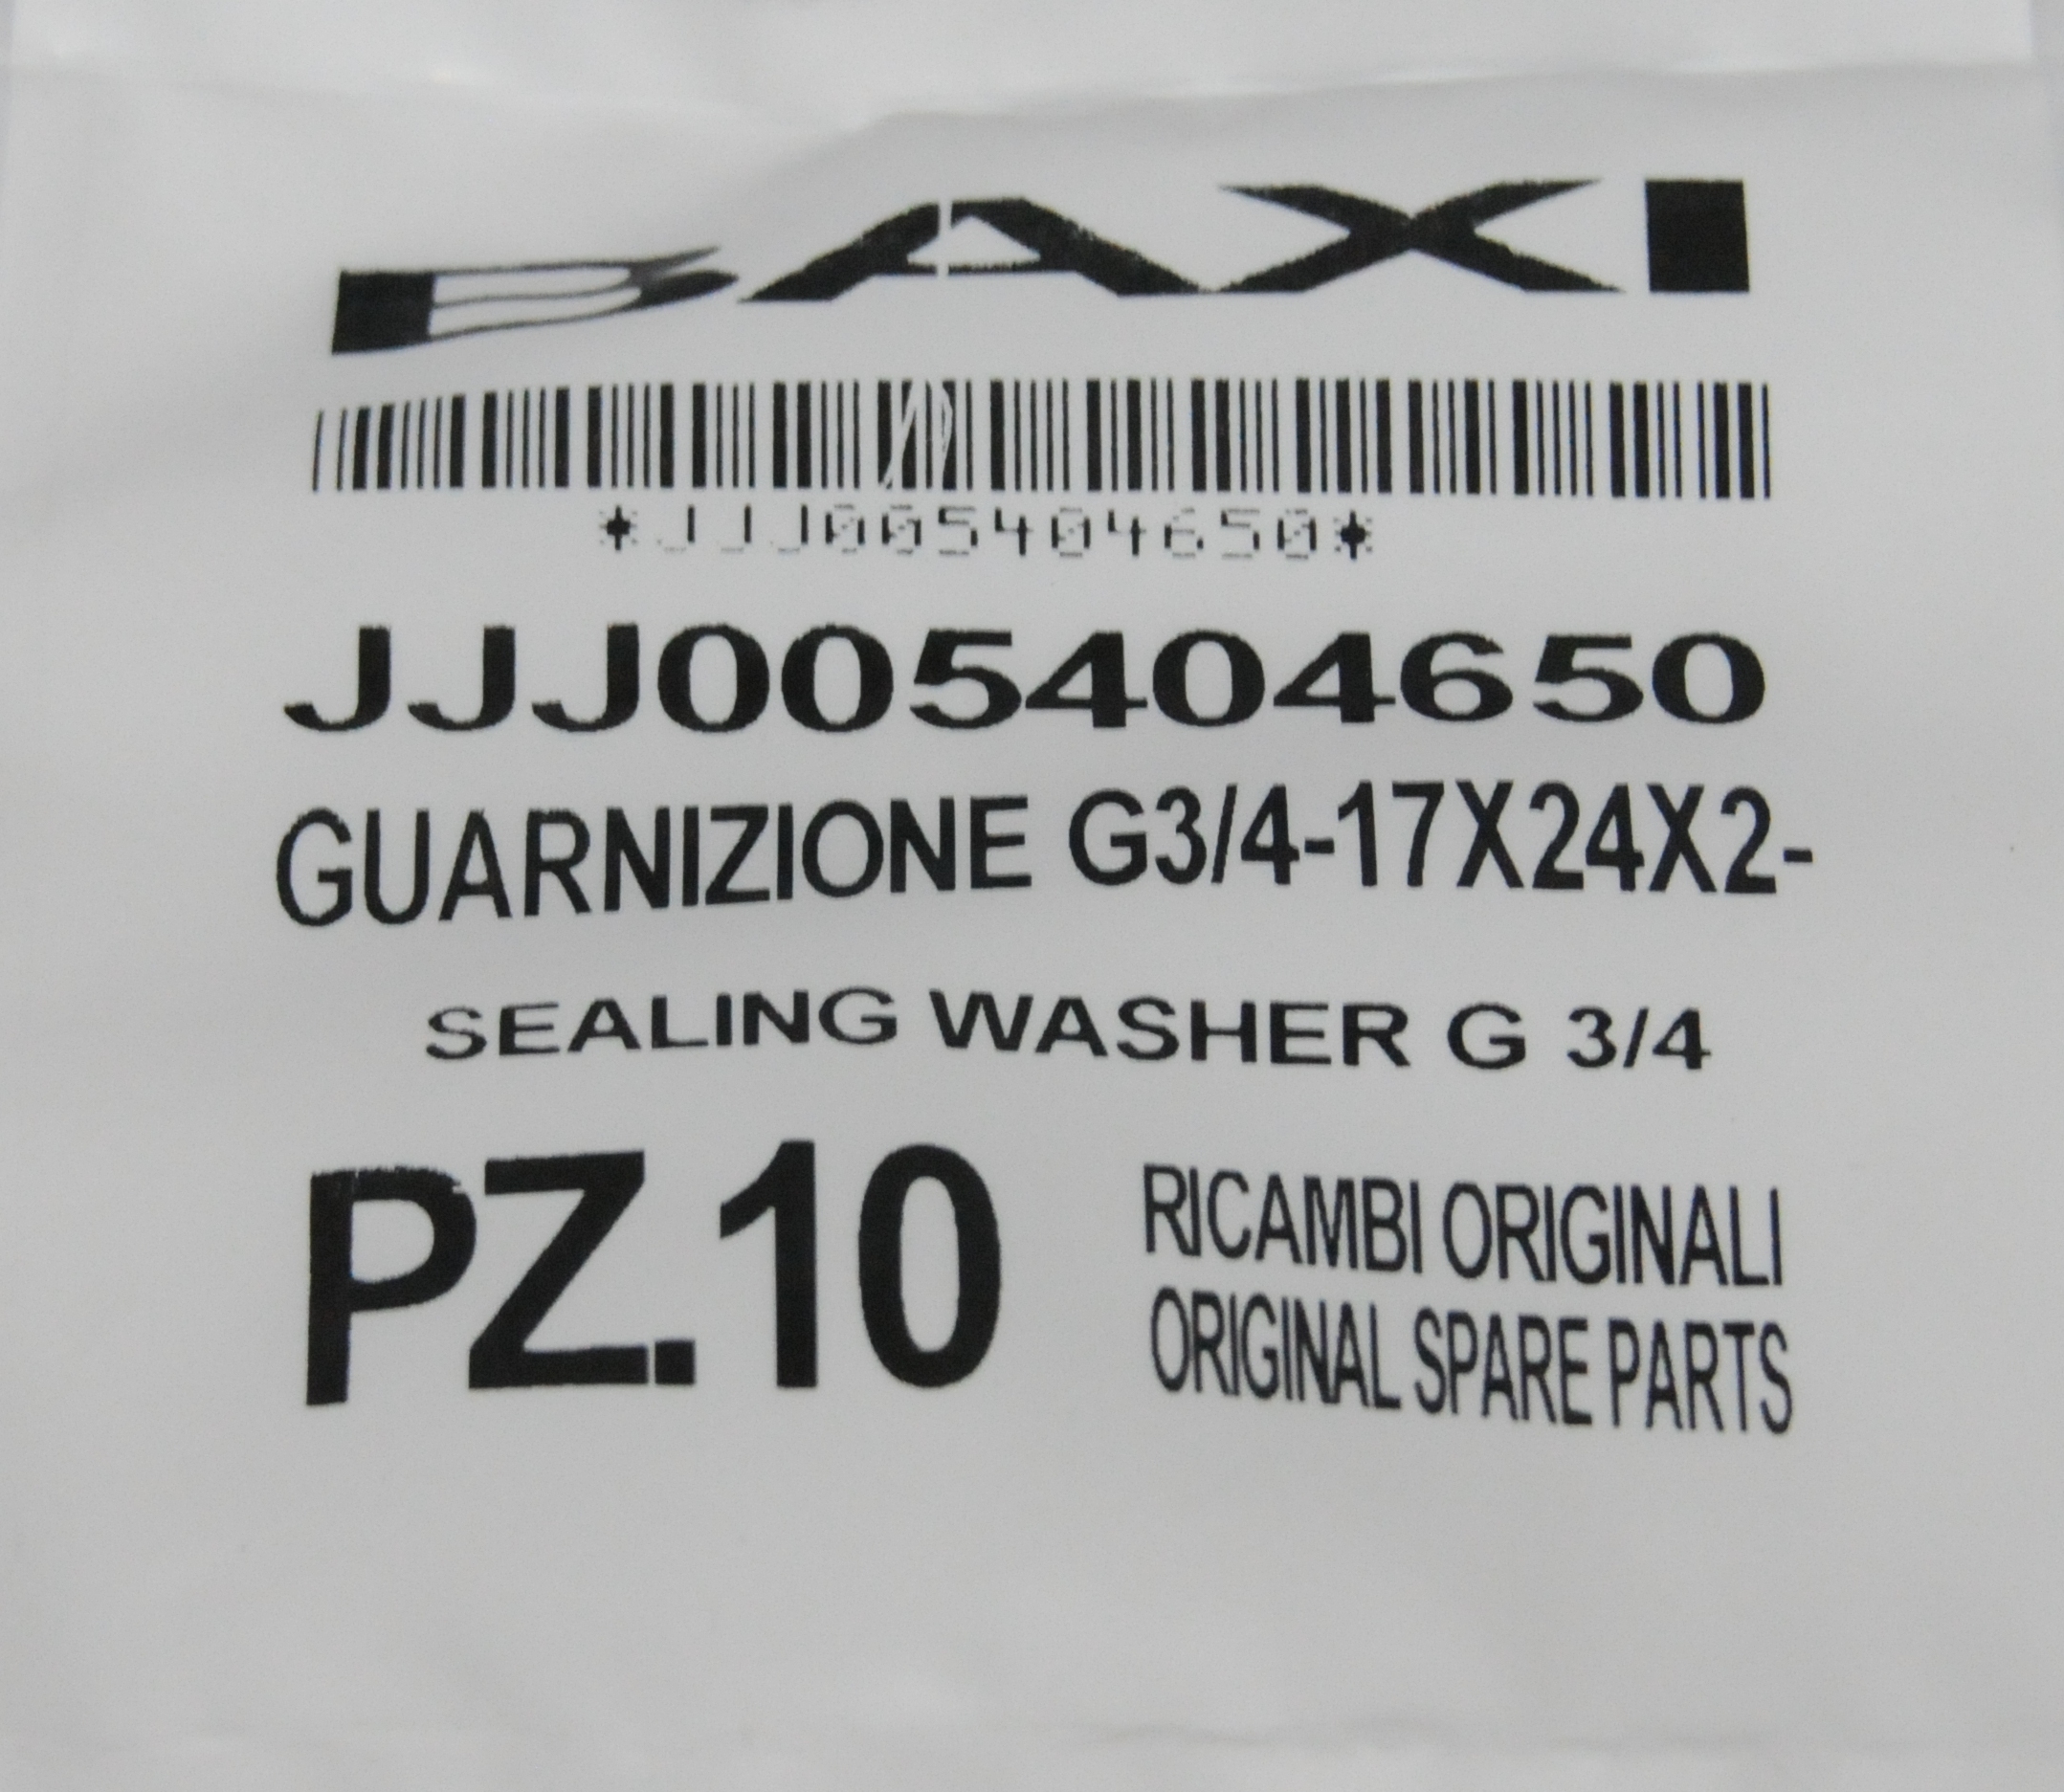 BAXI
*JJJ005404650*
JJJ005404650
GUARNIZIONE G3/4-17X24X2-
SEALING WASHER G 3/4
PZ.10
RICAMBI ORIGINALI
ORIGINAL SPARE PARTS